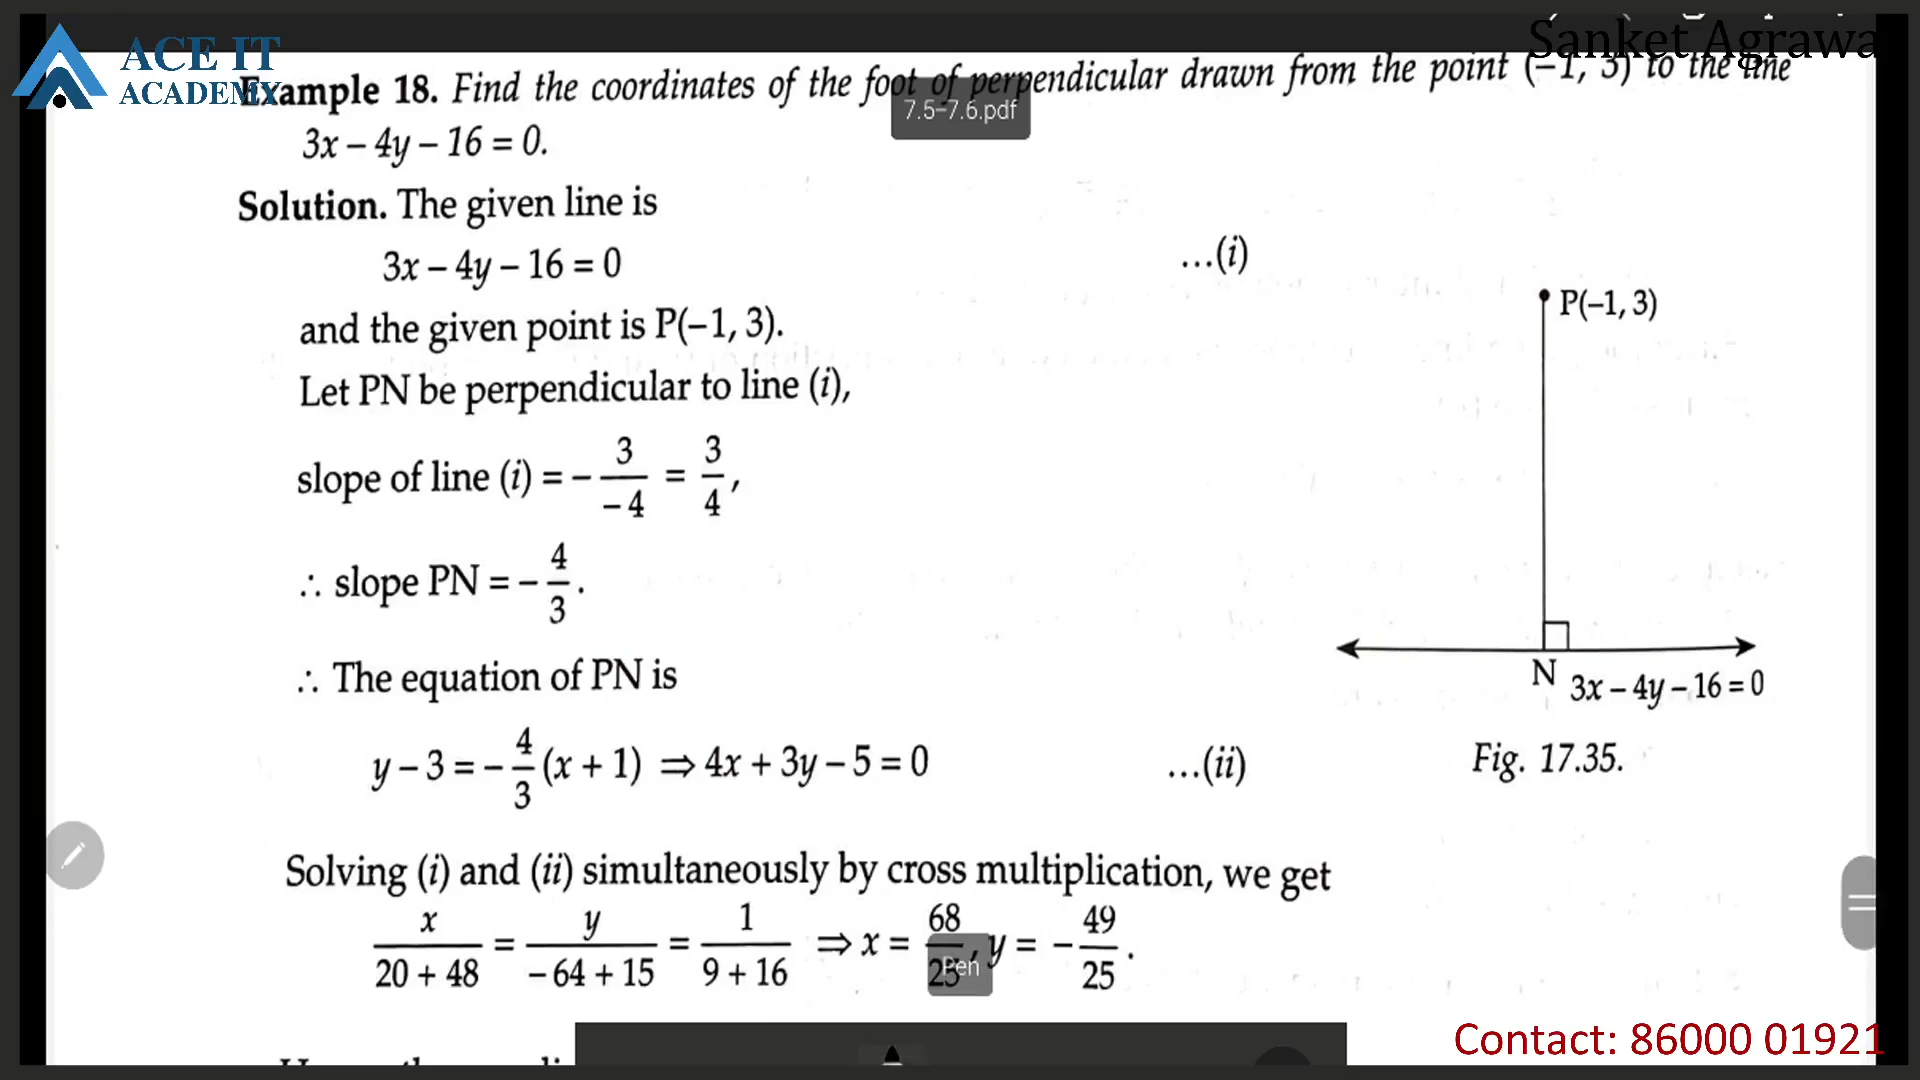 Sanket Agrawa
ACE IT
ACADEMY
Example 18. Find the coordinates of the foot of perpendicular drawn from the point (–1, 3) to the line
7.5–7.6.pdf
3x – 4y – 16 = 0.
Solution. The given line is
3x – 4y – 16 = 0 ...(i)
and the given point is P(–1, 3).
P(–1, 3)
Let PN be perpendicular to line (i),
slope of line (i) = – 3/–4 = 3/4,
∴ slope PN = – 4/3.
∴ The equation of PN is
N 3x – 4y – 16 = 0
y – 3 = – 4/3 (x + 1) ⇒ 4x + 3y – 5 = 0 ...(ii)
Fig. 17.35.
Solving (i) and (ii) simultaneously by cross multiplication, we get
x/(20 + 48) = y/(– 64 + 15) = 1/(9 + 16) ⇒ x = 68/25, y = – 49/25.
Pen
Contact: 86000 01921